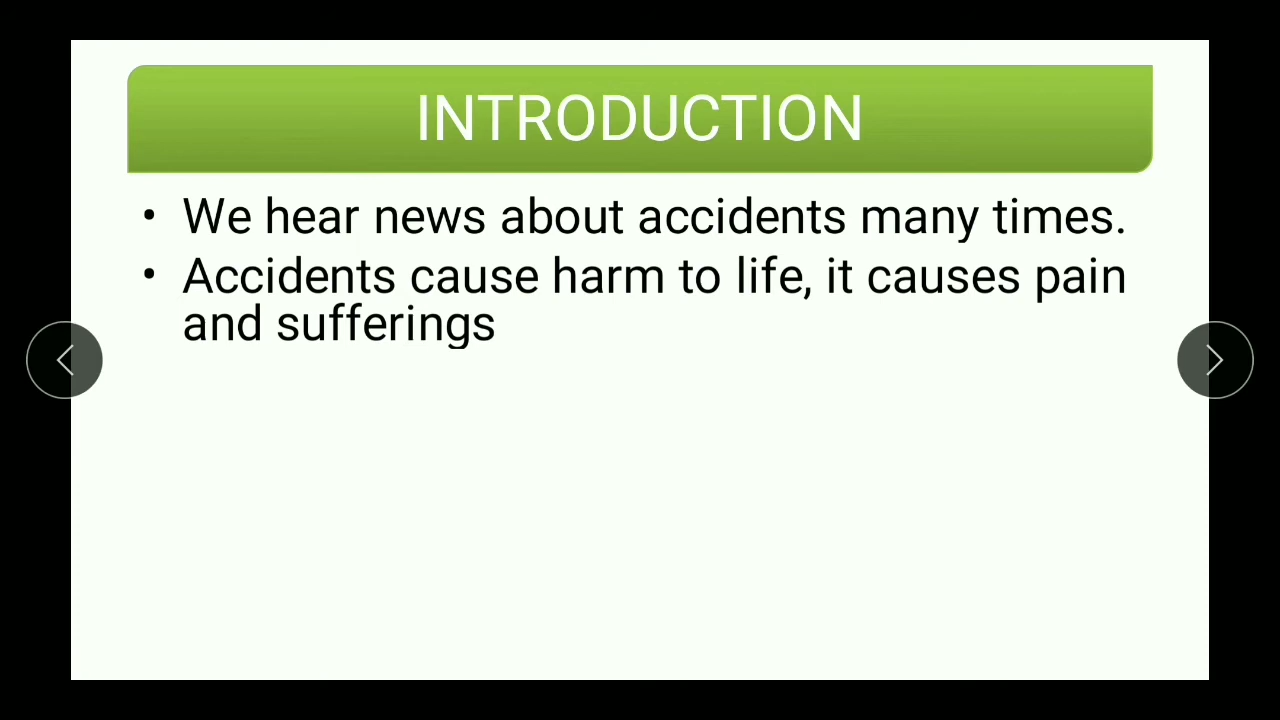 INTRODUCTION
• We hear news about accidents many times.
• Accidents cause harm to life, it causes pain
and sufferings